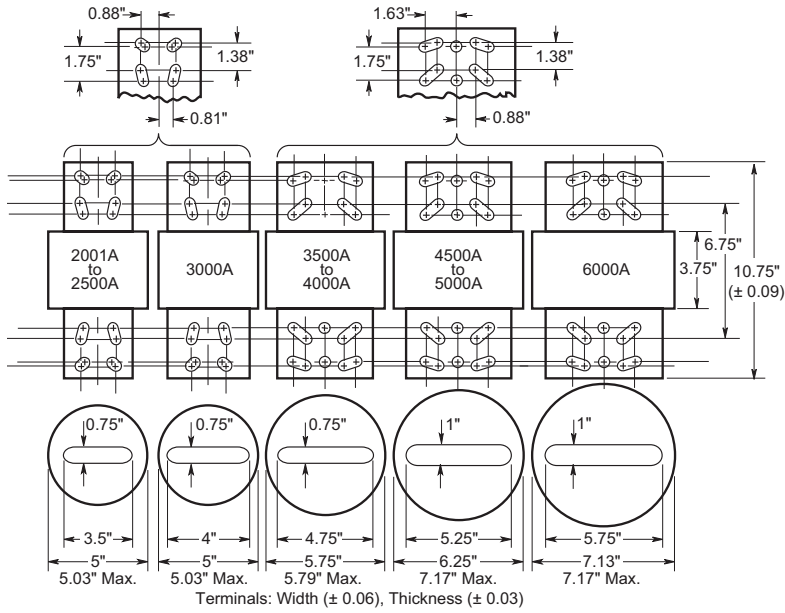 0.88"
1.75"
1.38"
0.81"
1.63"
1.75"
1.38"
0.88"
2001A
to
2500A
3000A
3500A
to
4000A
4500A
to
5000A
6000A
6.75"
3.75"
10.75"
(± 0.09)
0.75"
0.75"
0.75"
1"
1"
3.5"
4"
4.75"
5.25"
5.75"
5"
5"
5.75"
6.25"
7.13"
5.03" Max.
5.03" Max.
5.79" Max.
7.17" Max.
7.17" Max.
Terminals: Width (± 0.06), Thickness (± 0.03)